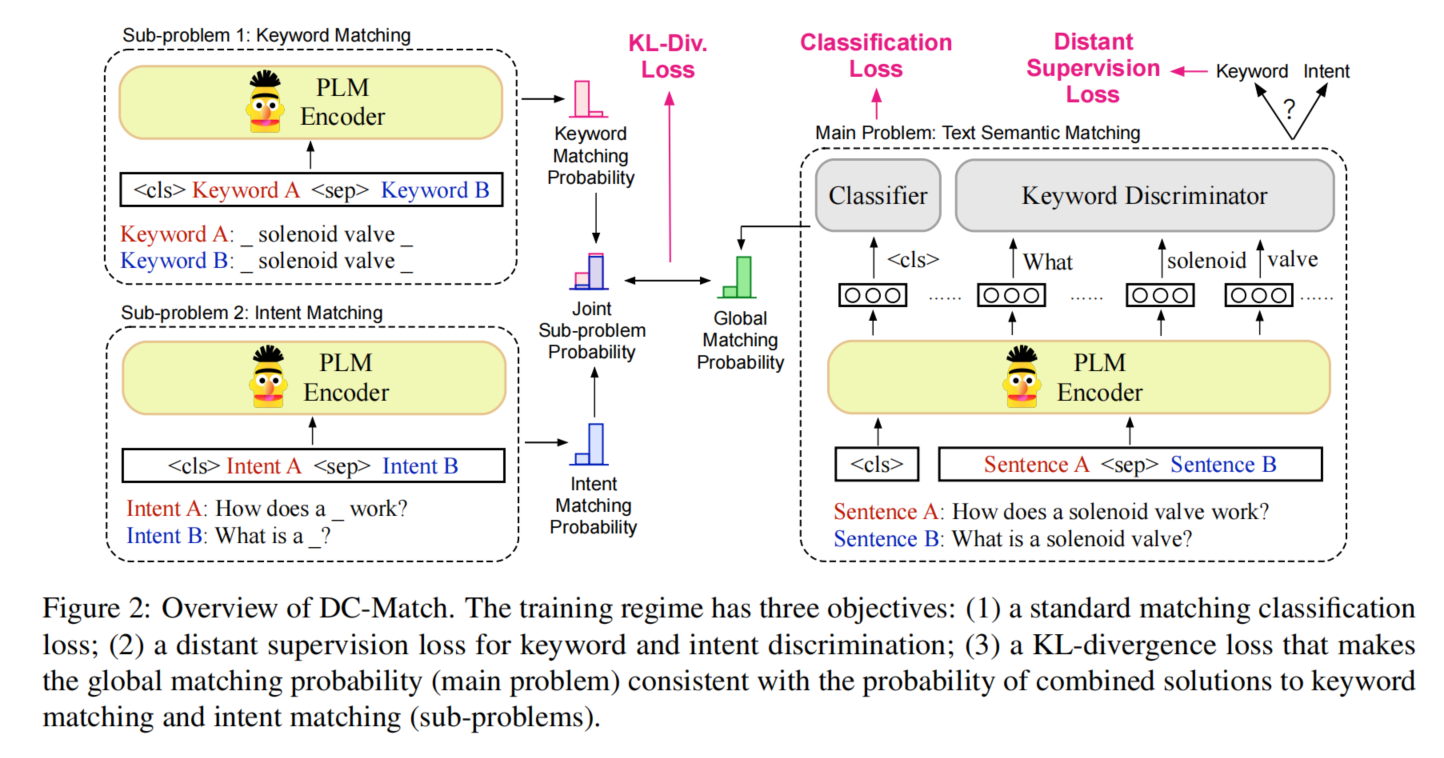 Sub-problem 1: Keyword Matching
PLM
Encoder
<cls> Keyword A <sep> Keyword B
Keyword A: _ solenoid valve _
Keyword B: _ solenoid valve _
Sub-problem 2: Intent Matching
PLM
Encoder
<cls> Intent A <sep> Intent B
Intent A: How does a _ work?
Intent B: What is a _?
Keyword
Matching
Probability
Joint
Sub-problem
Probability
Intent
Matching
Probability
KL-Div.
Loss
Global
Matching
Probability
Classification
Loss
Distant
Supervision
Loss
Keyword Intent
?
Main Problem: Text Semantic Matching
Classifier
Keyword Discriminator
<cls>
What
solenoid
valve
...... ...... ......
PLM
Encoder
<cls>
Sentence A <sep> Sentence B
Sentence A: How does a solenoid valve work?
Sentence B: What is a solenoid valve?
Figure 2: Overview of DC-Match. The training regime has three objectives: (1) a standard matching classification
loss; (2) a distant supervision loss for keyword and intent discrimination; (3) a KL-divergence loss that makes
the global matching probability (main problem) consistent with the probability of combined solutions to keyword
matching and intent matching (sub-problems).